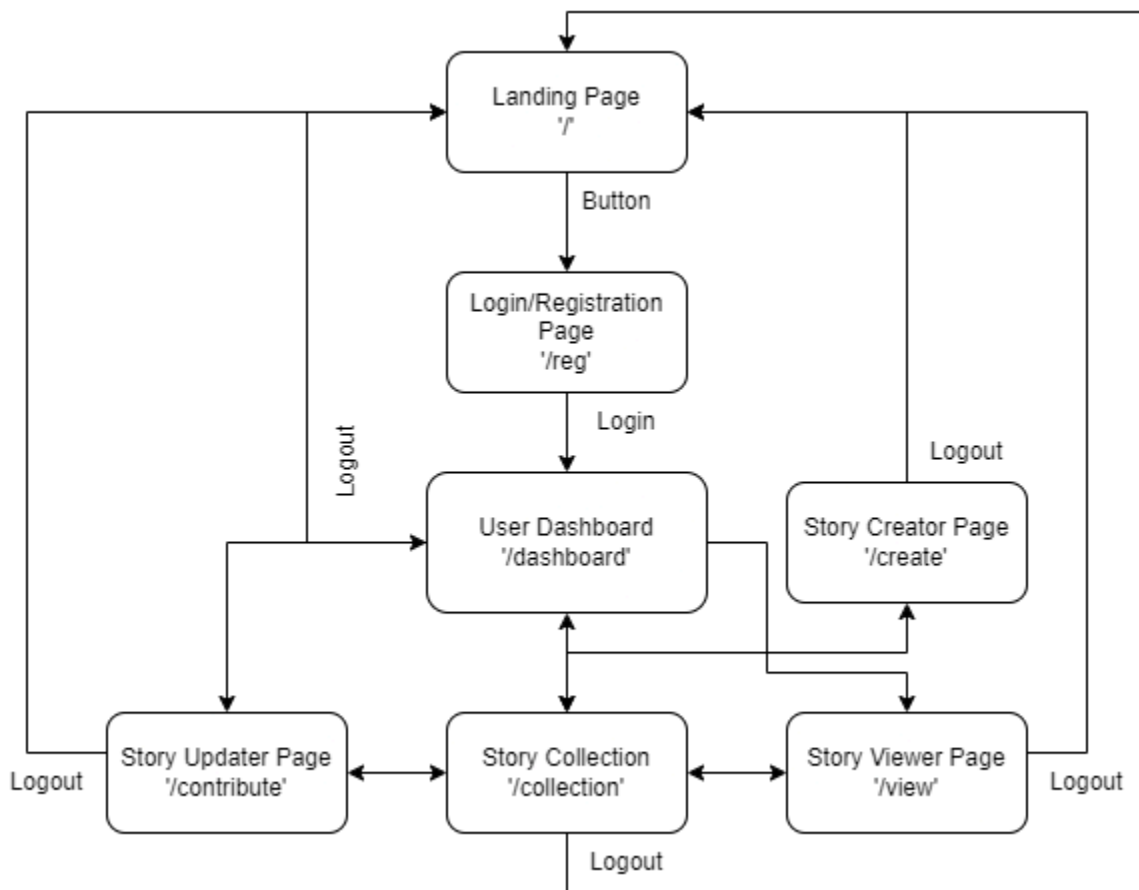 Landing Page
'/'
Button
Login/Registration
Page
'/reg'
Login
Logout
Logout
User Dashboard
'/dashboard'
Story Creator Page
'/create'
Story Updater Page
'/contribute'
Story Collection
'/collection'
Story Viewer Page
'/view'
Logout
Logout
Logout